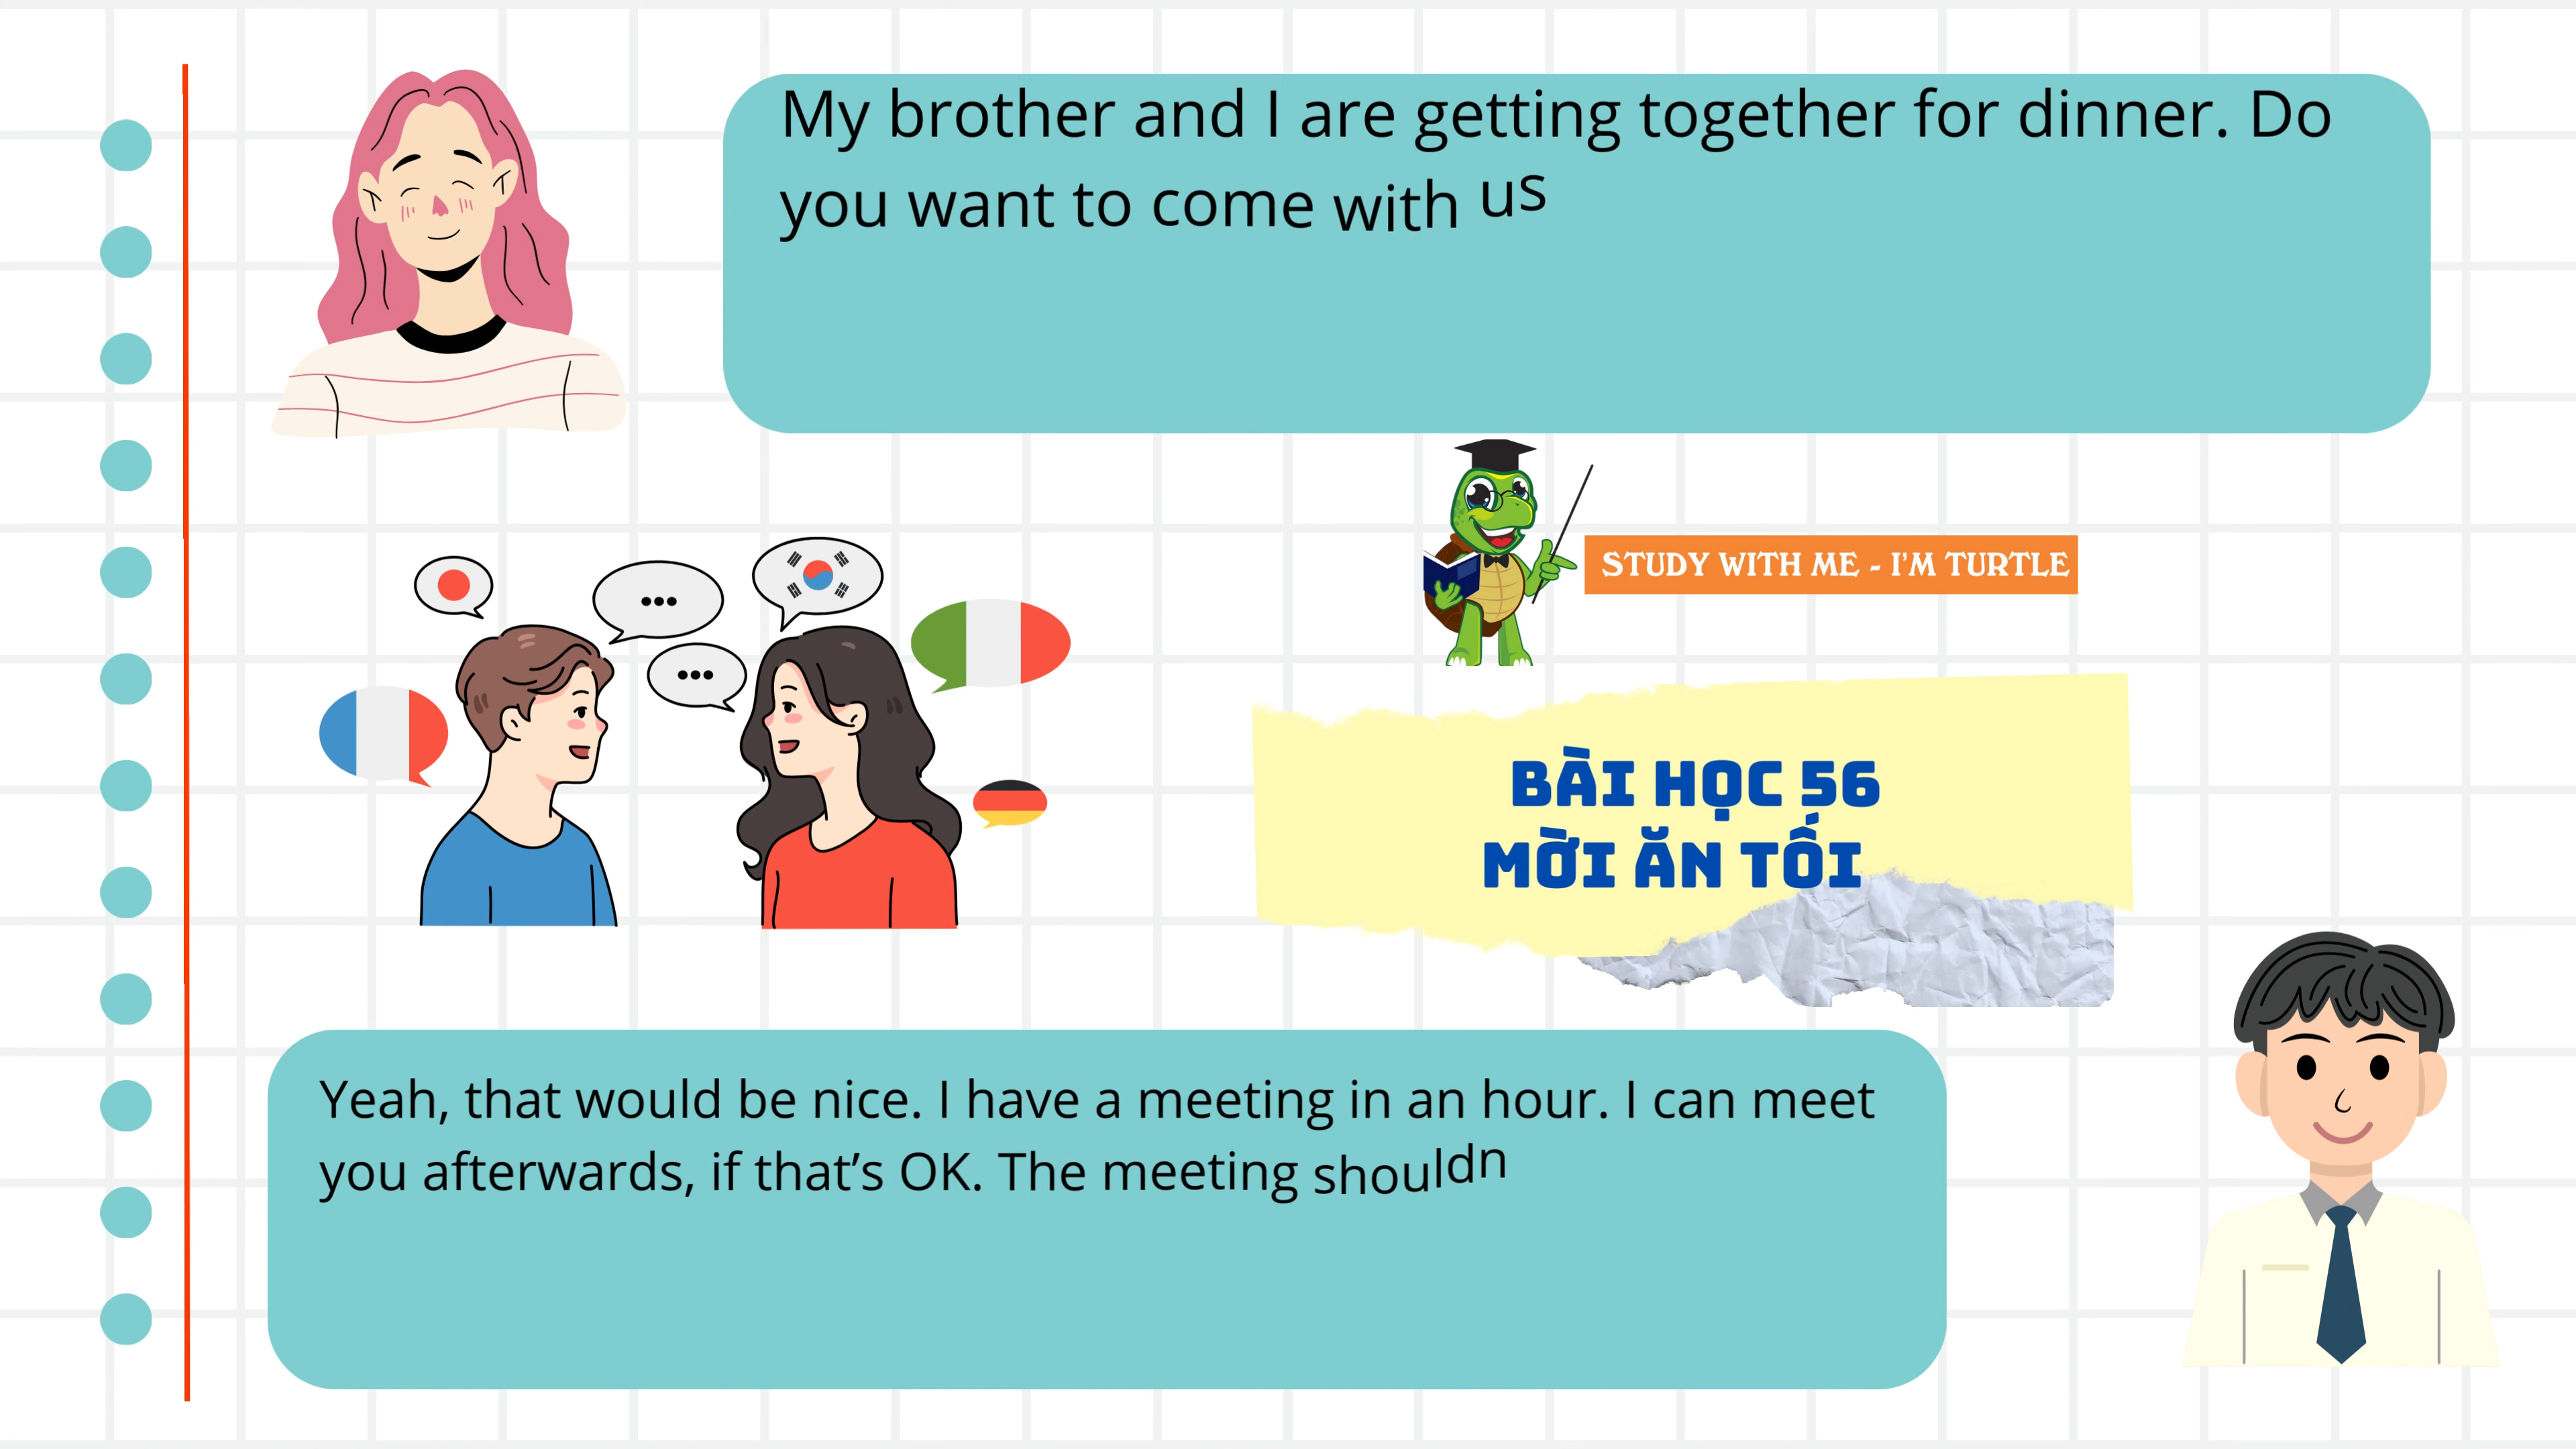 My brother and I are getting together for dinner. Do
you want to come with us
STUDY WITH ME - I'M TURTLE
BÀI HỌC 56
MỜI ĂN TỐI
Yeah, that would be nice. I have a meeting in an hour. I can meet
you afterwards, if that’s OK. The meeting shouldn